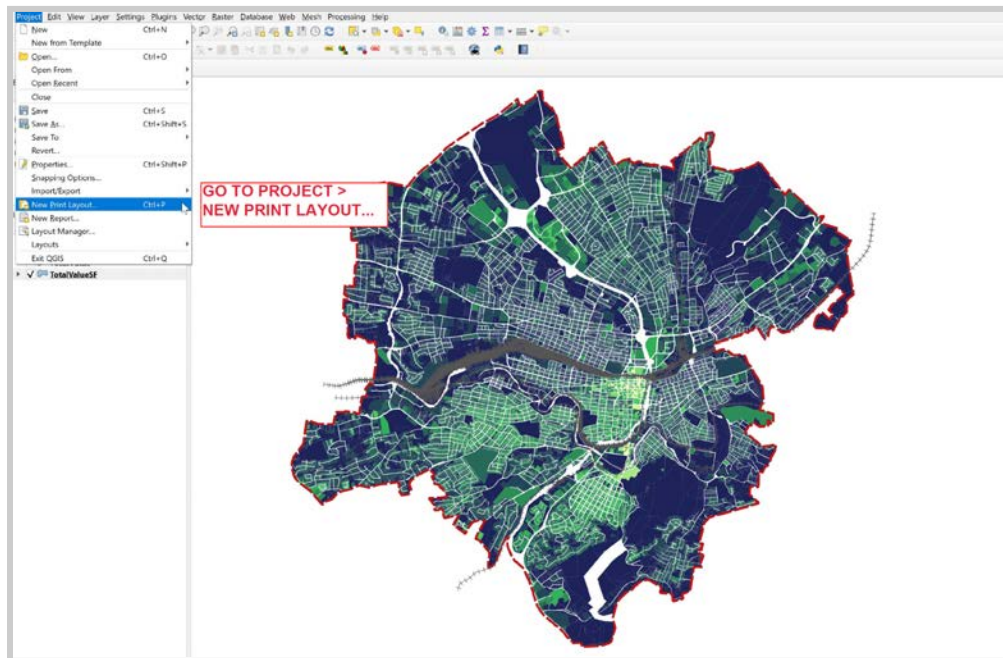 Project Edit View Layer Settings Plugins Vector Raster Database Web Mesh Processing Help
New Ctrl+N
New from Template
Open... Ctrl+O
Open From
Open Recent
Close
Save Ctrl+S
Save As... Ctrl+Shift+S
Save To
Revert...
Properties... Ctrl+Shift+P
Snapping Options...
Import/Export
New Print Layout... Ctrl+P
New Report...
Layout Manager...
Layouts
Exit QGIS Ctrl+Q
TotalValueSF
GO TO PROJECT >
NEW PRINT LAYOUT...